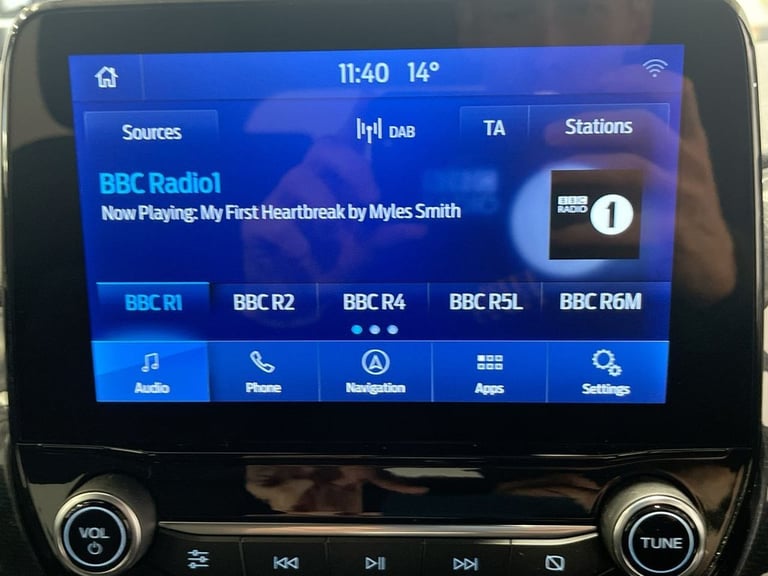 11:40 14°
Sources DAB TA Stations
BBC Radio1
Now Playing: My First Heartbreak by Myles Smith
BBC RADIO 1
BBC R1 BBC R2 BBC R4 BBC R5L BBC R6M
Audio Phone Navigation Apps Settings
VOL TUNE